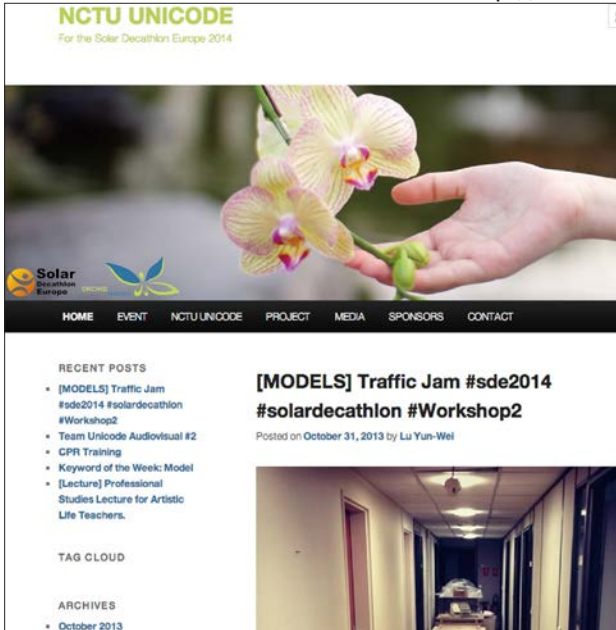 NCTU UNICODE
For the Solar Decathlon Europe 2014
Solar
Decathlon
Europe
HOME EVENT NCTU UNICODE PROJECT MEDIA SPONSORS CONTACT
RECENT POSTS
[MODELS] Traffic Jam
#sde2014 #solardecathlon
#Workshop2
Team Unicode Audiovisual #2
CPR Training
Keyword of the Week: Model
[Lecture] Professional
Studies Lecture for Artistic
Life Teachers.
TAG CLOUD
ARCHIVES
October 2013
[MODELS] Traffic Jam #sde2014
#solardecathlon #Workshop2
Posted on October 31, 2013 by Lu Yun-Wei